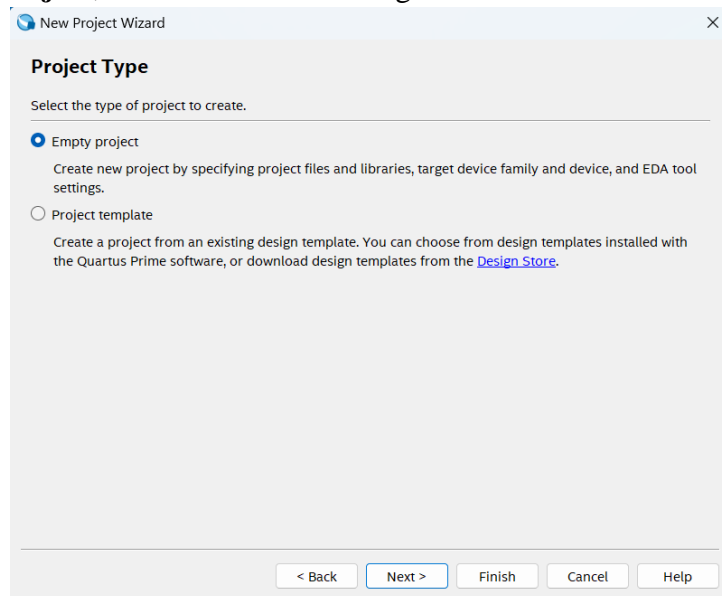 New Project Wizard
Project Type
Select the type of project to create.
Empty project
Create new project by specifying project files and libraries, target device family and device, and EDA tool
settings.
Project template
Create a project from an existing design template. You can choose from design templates installed with
the Quartus Prime software, or download design templates from the Design Store.
< Back Next > Finish Cancel Help